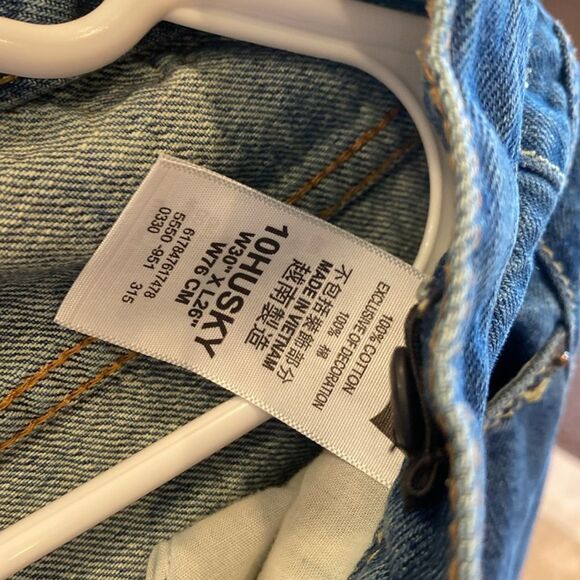 100% COTTON
EXCLUSIVE OF DECORATION
100% 棉
不包括裝飾部分
MADE IN VIETNAM
越南製造
10HUSKY
W30" X L26"
W76 CM
617847617478 315
5550 -951
0330